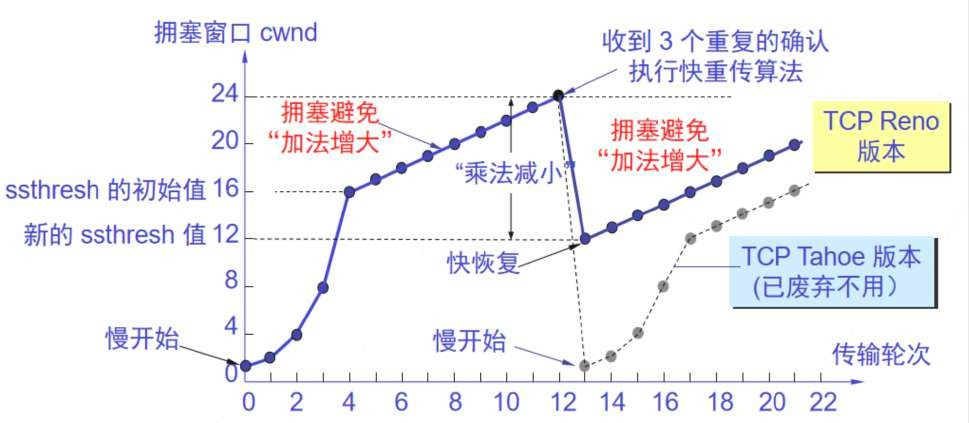 拥塞窗口 cwnd
收到 3 个重复的确认
执行快重传算法
24
拥塞避免
“加法增大”
拥塞避免
“加法增大”
TCP Reno
版本
20
“乘法减小”
ssthresh 的初始值 16
新的 ssthresh 值 12
快恢复
TCP Tahoe 版本
(已废弃不用）
8
4
慢开始
慢开始
传输轮次
0
0 2 4 6 8 10 12 14 16 18 20 22